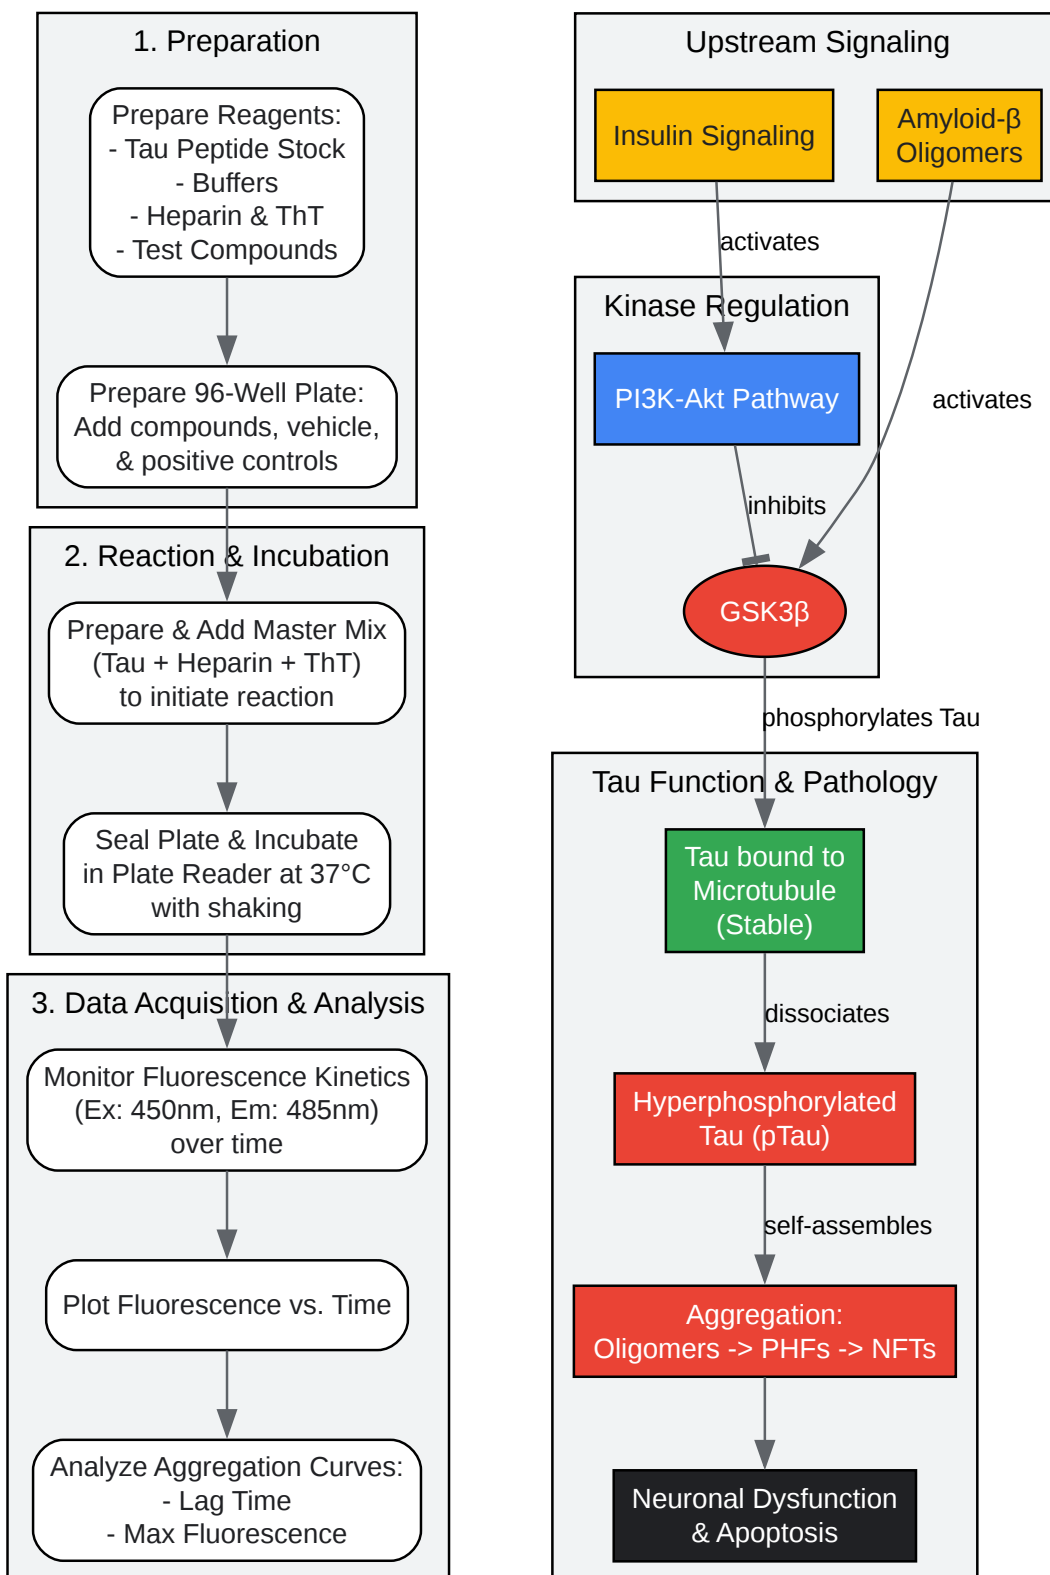 1. Preparation
Prepare Reagents:
- Tau Peptide Stock
- Buffers
- Heparin & ThT
- Test Compounds
Prepare 96-Well Plate:
Add compounds, vehicle,
& positive controls
2. Reaction & Incubation
Prepare & Add Master Mix
(Tau + Heparin + ThT)
to initiate reaction
Seal Plate & Incubate
in Plate Reader at 37°C
with shaking
3. Data Acquisition & Analysis
Monitor Fluorescence Kinetics
(Ex: 450nm, Em: 485nm)
over time
Plot Fluorescence vs. Time
Analyze Aggregation Curves:
- Lag Time
- Max Fluorescence
Upstream Signaling
Insulin Signaling
Amyloid-β
Oligomers
activates
Kinase Regulation
PI3K-Akt Pathway
activates
inhibits
GSK3β
phosphorylates Tau
Tau Function & Pathology
Tau bound to
Microtubule
(Stable)
dissociates
Hyperphosphorylated
Tau (pTau)
self-assembles
Aggregation:
Oligomers -> PHFs -> NFTs
Neuronal Dysfunction
& Apoptosis